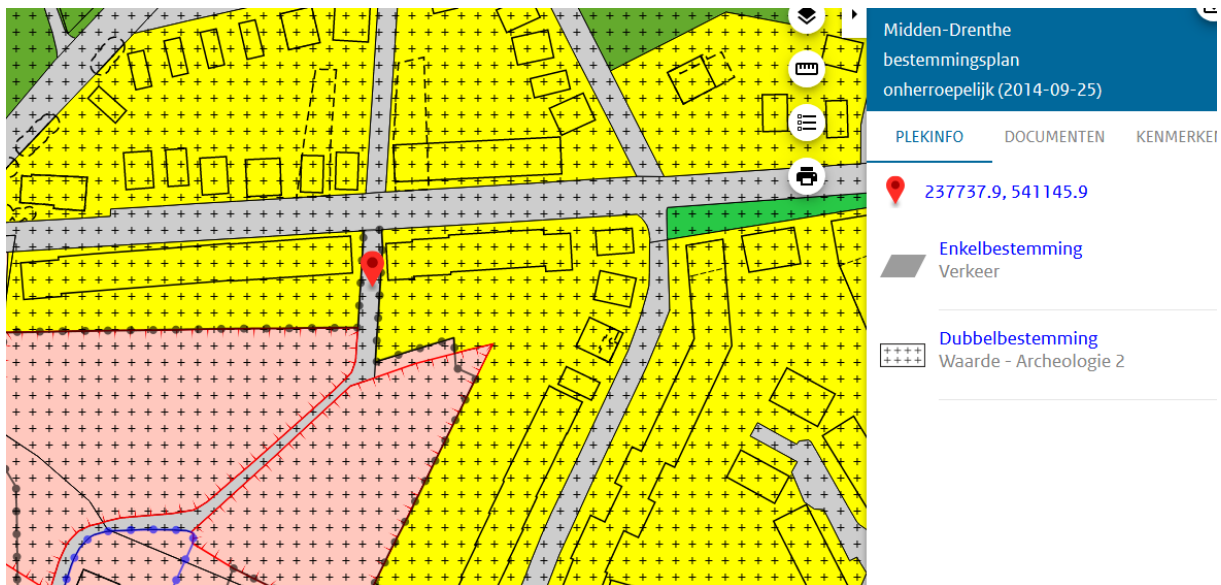 Midden-Drenthe
bestemmingsplan
onherroepelijk (2014-09-25)
PLEKINFO DOCUMENTEN KENMERKEN
237737.9, 541145.9
Enkelbestemming
Verkeer
Dubbelbestemming
Waarde - Archeologie 2